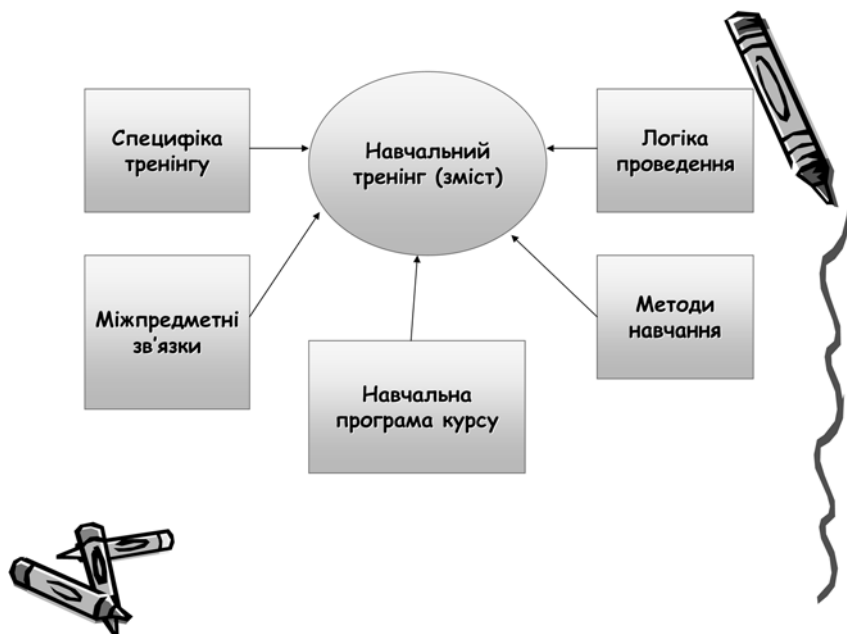 Специфіка
тренінгу
Навчальний
тренінг (зміст)
Логіка
проведення
Міжпредметні
зв'язки
Навчальна
програма курсу
Методи
навчання